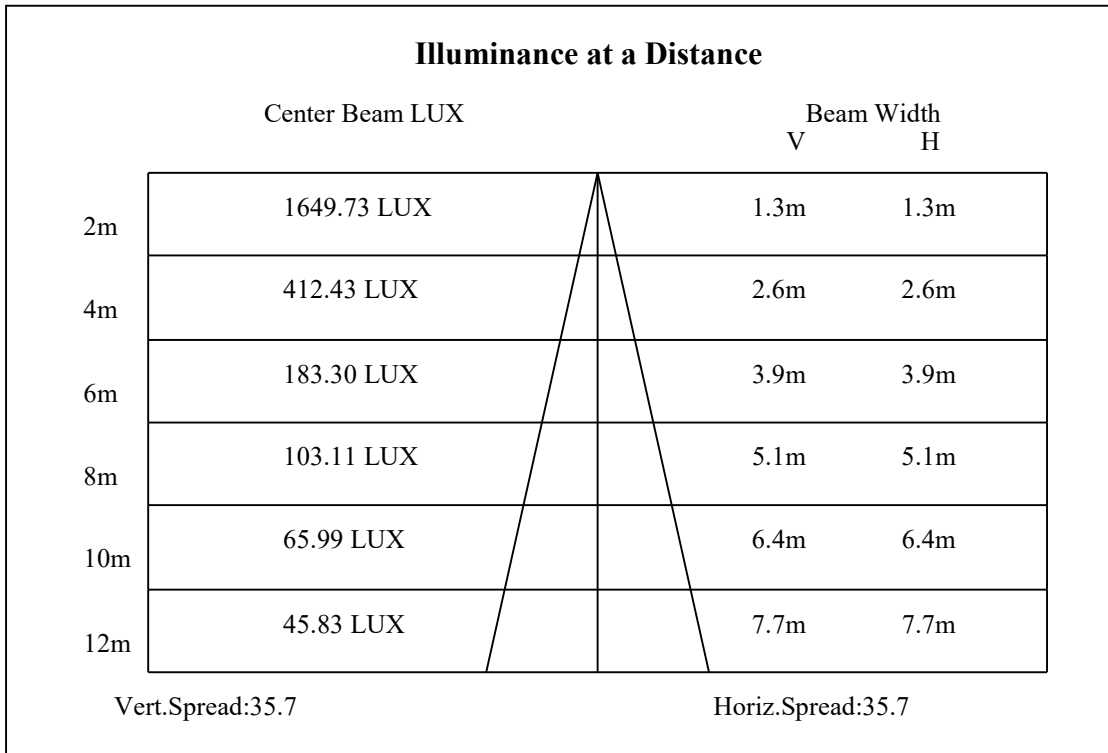 Illuminance at a Distance
Center Beam LUX Beam Width
V H
2m 1649.73 LUX 1.3m 1.3m
4m 412.43 LUX 2.6m 2.6m
6m 183.30 LUX 3.9m 3.9m
8m 103.11 LUX 5.1m 5.1m
10m 65.99 LUX 6.4m 6.4m
12m 45.83 LUX 7.7m 7.7m
Vert.Spread:35.7 Horiz.Spread:35.7